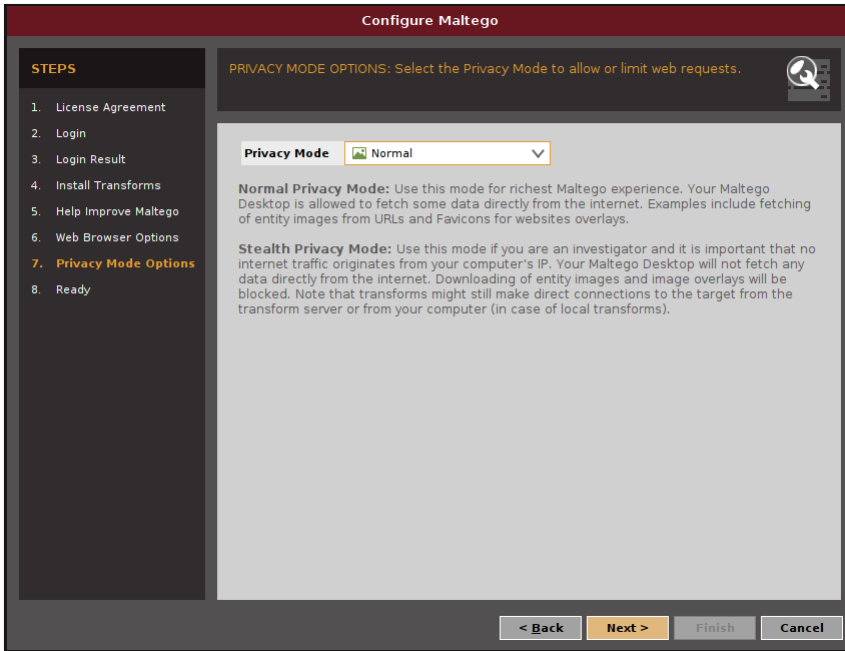 Configure Maltego
STEPS
1. License Agreement
2. Login
3. Login Result
4. Install Transforms
5. Help Improve Maltego
6. Web Browser Options
7. Privacy Mode Options
8. Ready
PRIVACY MODE OPTIONS: Select the Privacy Mode to allow or limit web requests.
Privacy Mode Normal
Normal Privacy Mode: Use this mode for richest Maltego experience. Your Maltego
Desktop is allowed to fetch some data directly from the internet. Examples include fetching
of entity images from URLs and Favicons for websites overlays.
Stealth Privacy Mode: Use this mode if you are an investigator and it is important that no
internet traffic originates from your computer's IP. Your Maltego Desktop will not fetch any
data directly from the internet. Downloading of entity images and image overlays will be
blocked. Note that transforms might still make direct connections to the target from the
transform server or from your computer (in case of local transforms).
< Back Next > Finish Cancel